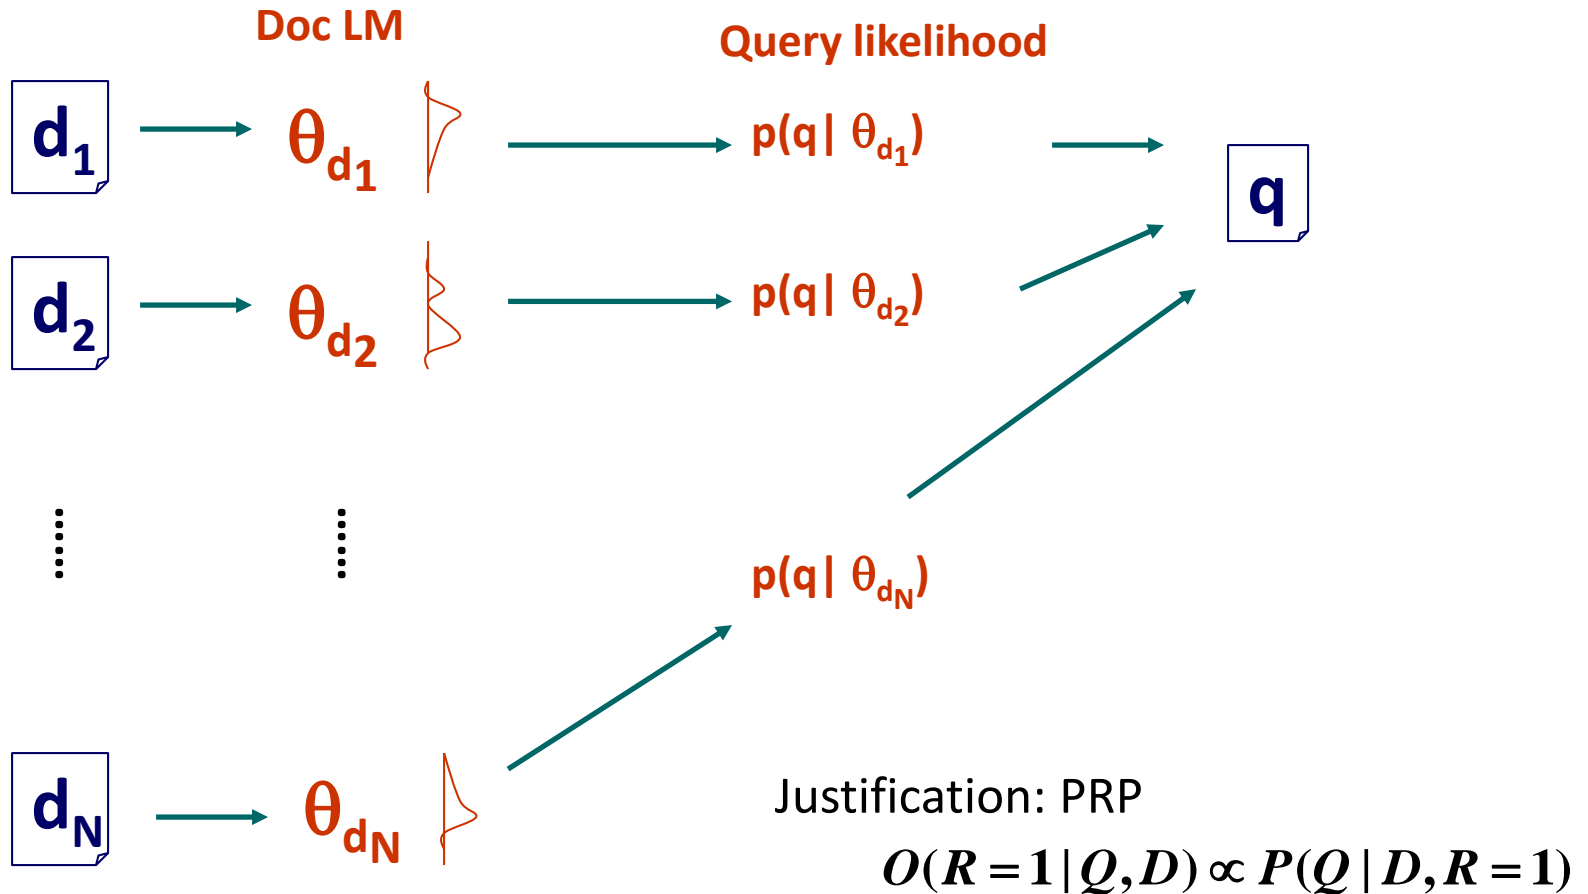 Doc LM
Query likelihood
d1 θd1 p(q| θd1) q
d2 θd2 p(q| θd2)
...... ......
p(q| θdN)
dN θdN
Justification: PRP
O(R=1|Q,D) ∝ P(Q|D,R=1)